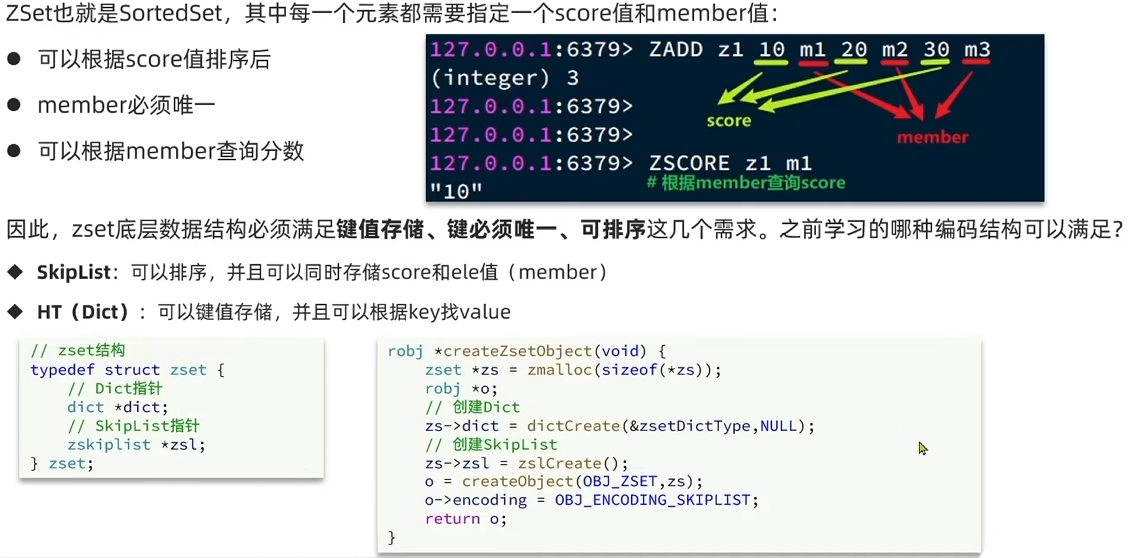 ZSet也就是SortedSet，其中每一个元素都需要指定一个score值和member值：
● 可以根据score值排序后
● member必须唯一
● 可以根据member查询分数
127.0.0.1:6379> ZADD z1 10 m1 20 m2 30 m3
(integer) 3
127.0.0.1:6379>
127.0.0.1:6379>
127.0.0.1:6379> ZSCORE z1 m1
"10"
score
member
# 根据member查询score
因此，zset底层数据结构必须满足键值存储、键必须唯一、可排序这几个需求。之前学习的哪种编码结构可以满足？
◆ SkipList：可以排序，并且可以同时存储score和ele值（member）
◆ HT（Dict）：可以键值存储，并且可以根据key找value
// zset结构
typedef struct zset {
// Dict指针
dict *dict;
// SkipList指针
zskiplist *zsl;
} zset;
robj *createZsetObject(void) {
zset *zs = zmalloc(sizeof(*zs));
robj *o;
// 创建Dict
zs->dict = dictCreate(&zsetDictType,NULL);
// 创建SkipList
zs->zsl = zslCreate();
o = createObject(OBJ_ZSET,zs);
o->encoding = OBJ_ENCODING_SKIPLIST;
return o;
}